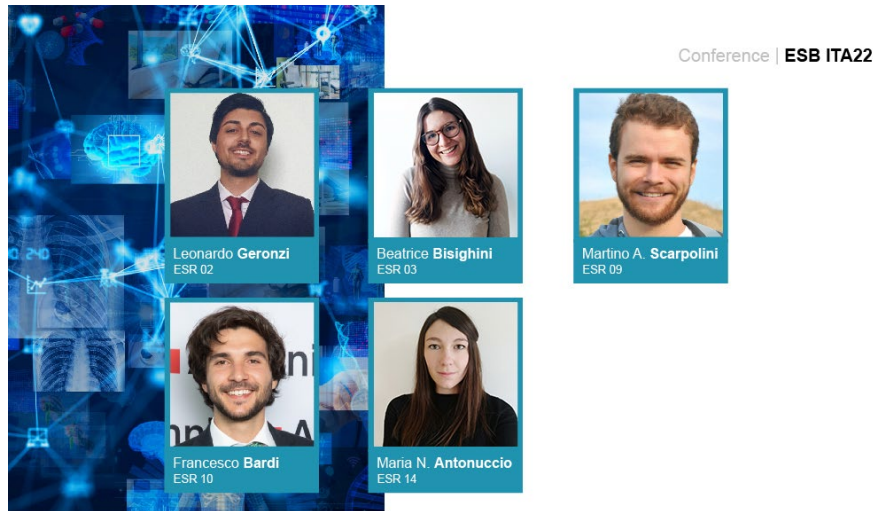 Conference | ESB ITA22
Leonardo Geronzi
ESR 02
Beatrice Bisighini
ESR 03
Martino A. Scarpolini
ESR 09
Francesco Bardi
ESR 10
Maria N. Antonuccio
ESR 14